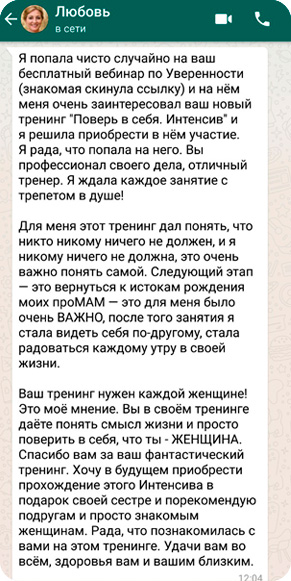 Любовь
в сети
Я попала чисто случайно на ваш
бесплатный вебинар по Уверенности
(знакомая скинула ссылку) и на нём
меня очень заинтересовал ваш новый
тренинг "Поверь в себя. Интенсив" и
я решила приобрести в нём участие.
Я рада, что попала на него. Вы
профессионал своего дела, отличный
тренер. Я ждала каждое занятие с
трепетом в душе!
Для меня этот тренинг дал понять, что
никто никому ничего не должен, и я
никому ничего не должна, это очень
важно понять самой. Следующий этап
— это вернуться к истокам рождения
моих проМАМ — это для меня было
очень ВАЖНО, после того занятия я
стала видеть себя по-другому, стала
радоваться каждому утру в своей
жизни.
Ваш тренинг нужен каждой женщине!
Это моё мнение. Вы в своём тренинге
даёте понять смысл жизни и просто
поверить в себя, что ты - ЖЕНЩИНА.
Спасибо вам за ваш фантастический
тренинг. Хочу в будущем приобрести
прохождение этого Интенсива в
подарок своей сестре и порекомендую
подругам и просто знакомым
женщинам. Рада, что познакомилась с
вами на этом тренинге. Удачи вам во
всём, здоровья вам и вашим близким.
12:04